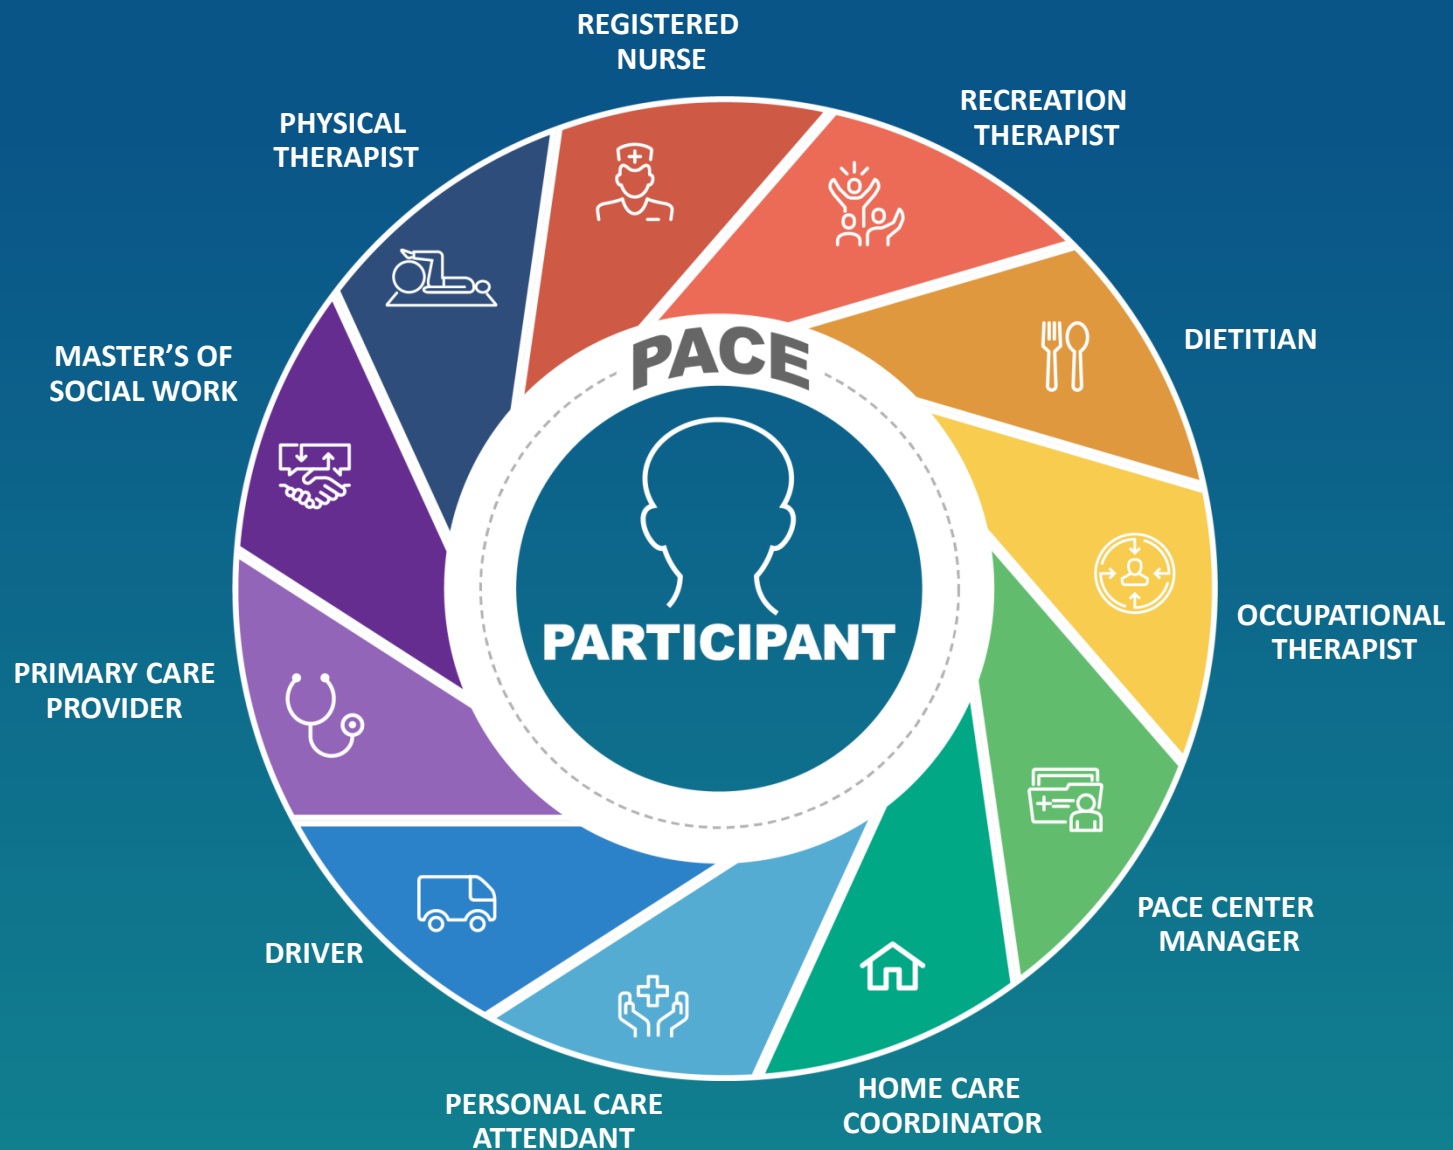 REGISTERED
NURSE
RECREATION
THERAPIST
DIETITIAN
OCCUPATIONAL
THERAPIST
PACE CENTER
MANAGER
HOME CARE
COORDINATOR
PERSONAL CARE
ATTENDANT
DRIVER
PRIMARY CARE
PROVIDER
MASTER’S OF
SOCIAL WORK
PHYSICAL
THERAPIST
PACE
PARTICIPANT